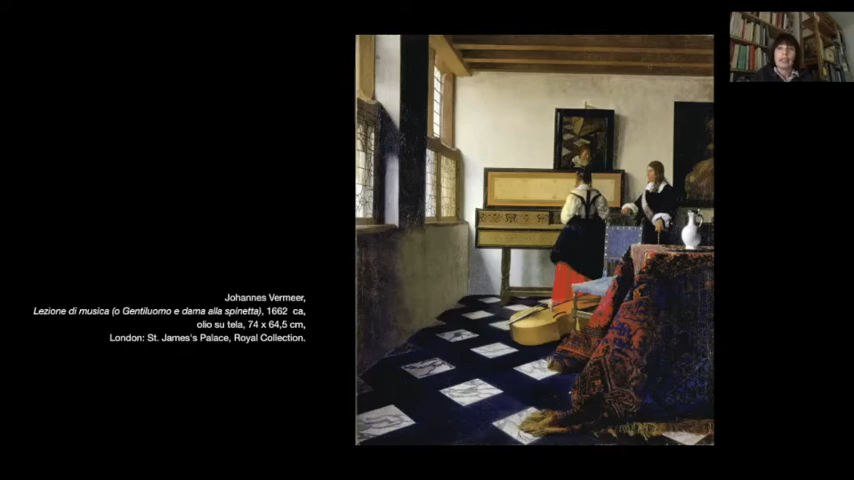 Johannes Vermeer,
Lezione di musica (o Gentiluomo e dama alla spinetta), 1662 ca,
olio su tela, 74 x 64,5 cm,
London: St. James's Palace, Royal Collection.